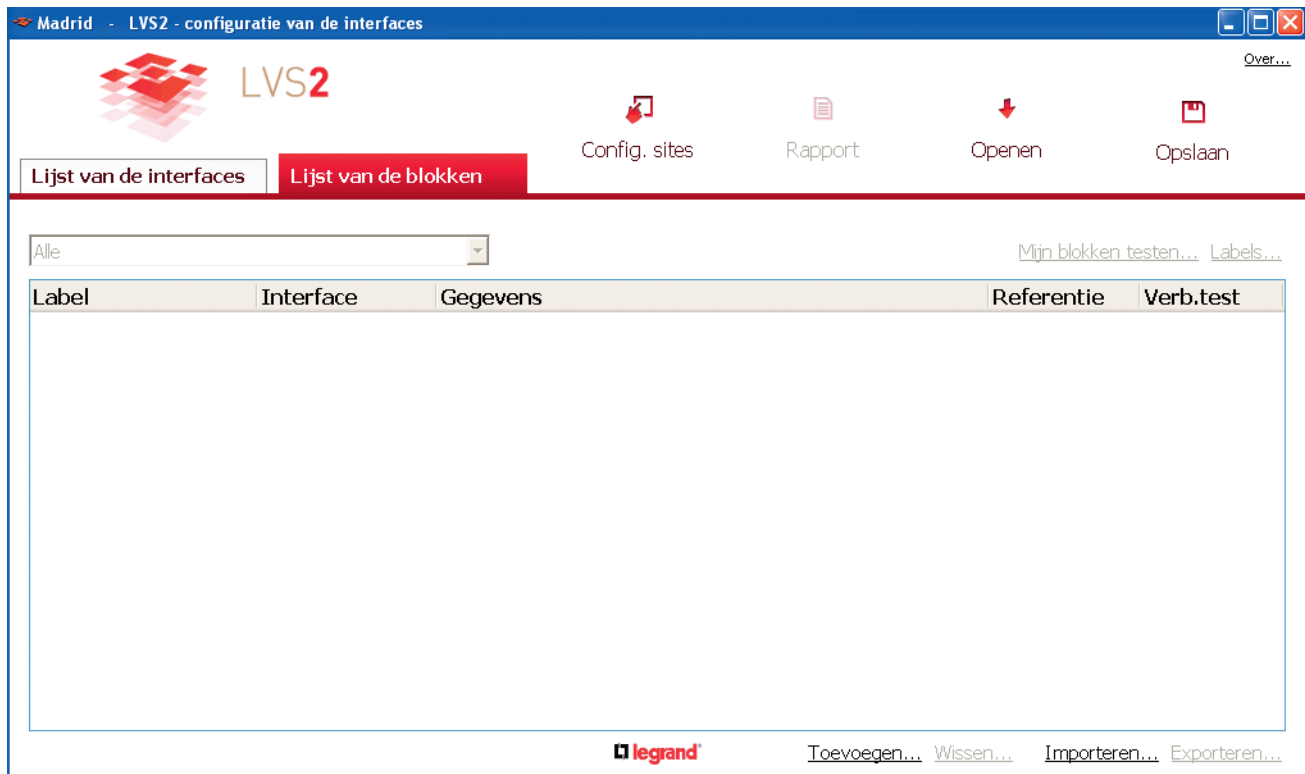 Madrid - LVS2 - configuratie van de interfaces
Over...
LVS2
Config. sites Rapport Openen Opslaan
Lijst van de interfaces Lijst van de blokken
Alle Mijn blokken testen... Labels...
Label Interface Gegevens Referentie Verb.test
legrand Toevoegen... Wissen... Importeren... Exporteren...